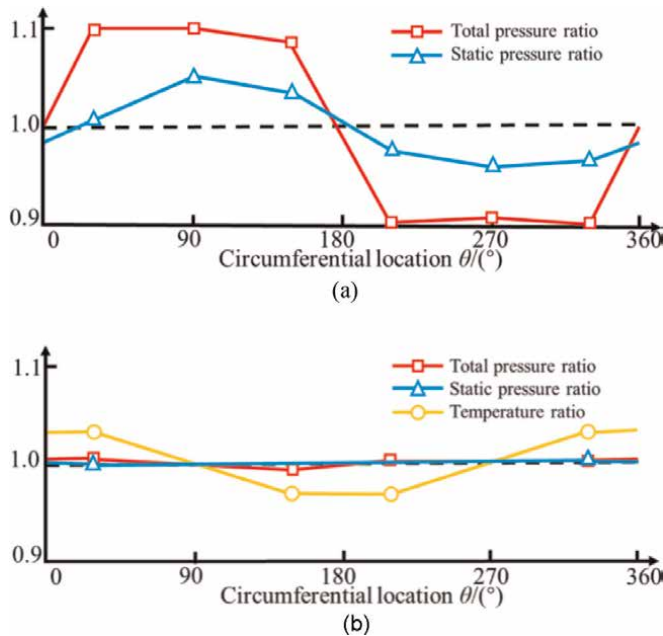 1.1
Total pressure ratio
Static pressure ratio
1.0
0.9
0 90 180 270 360
Circumferential location θ/(°)
(a)
1.1
Total pressure ratio
Static pressure ratio
Temperature ratio
1.0
0.9
0 90 180 270 360
Circumferential location θ/(°)
(b)